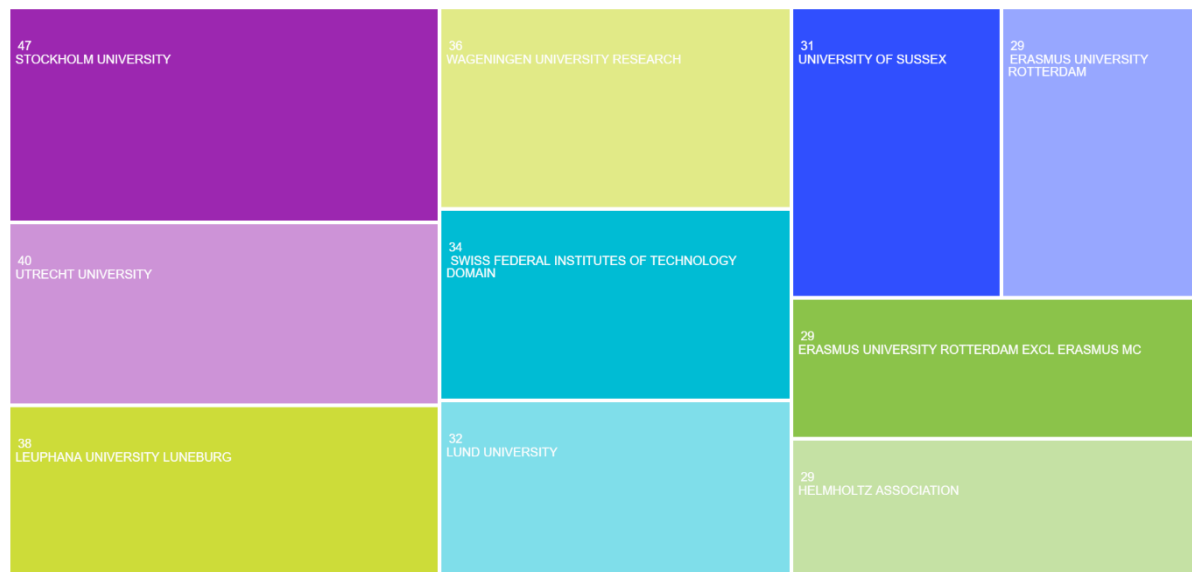 47
STOCKHOLM UNIVERSITY
40
UTRECHT UNIVERSITY
38
LEUPHANA UNIVERSITY LUNEBURG
36
WAGENINGEN UNIVERSITY RESEARCH
34
SWISS FEDERAL INSTITUTES OF TECHNOLOGY
DOMAIN
32
LUND UNIVERSITY
31
UNIVERSITY OF SUSSEX
29
ERASMUS UNIVERSITY
ROTTERDAM
29
ERASMUS UNIVERSITY ROTTERDAM EXCL ERASMUS MC
29
HELMHOLTZ ASSOCIATION